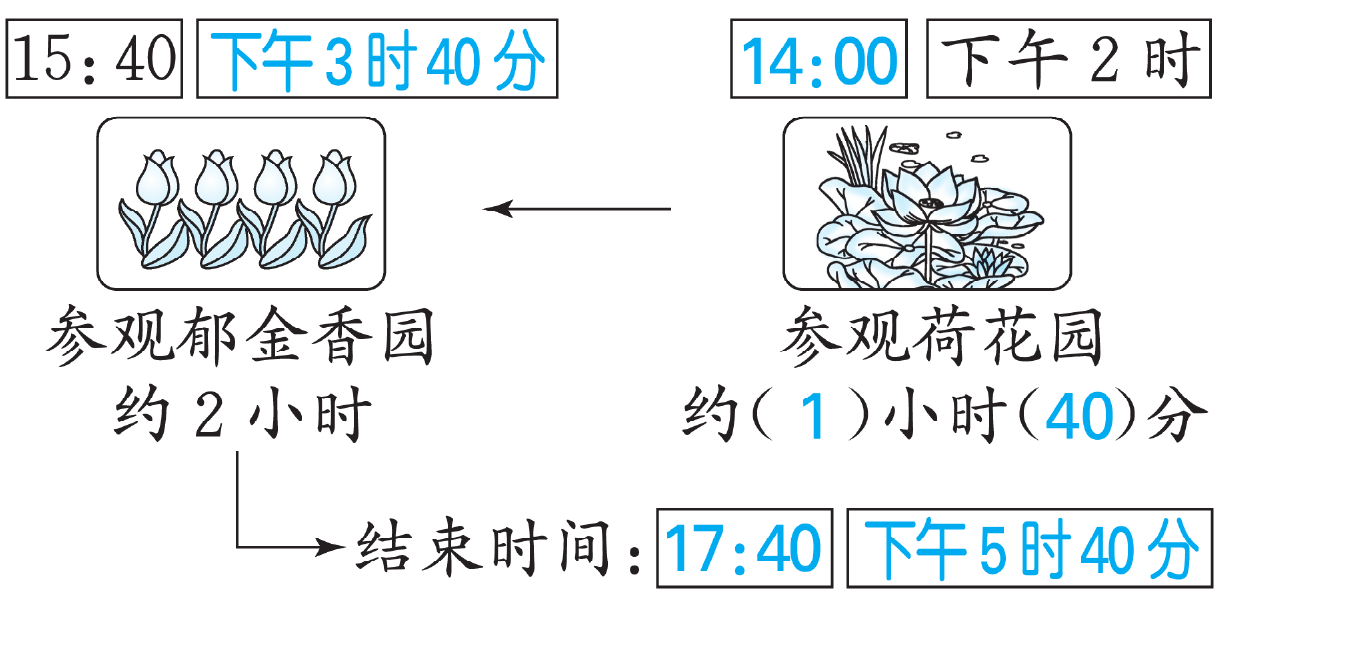 15:40 下午3时40分 14:00 下午2时
参观郁金香园 参观荷花园
约2小时 约(1)小时(40)分
结束时间:17:40 下午5时40分